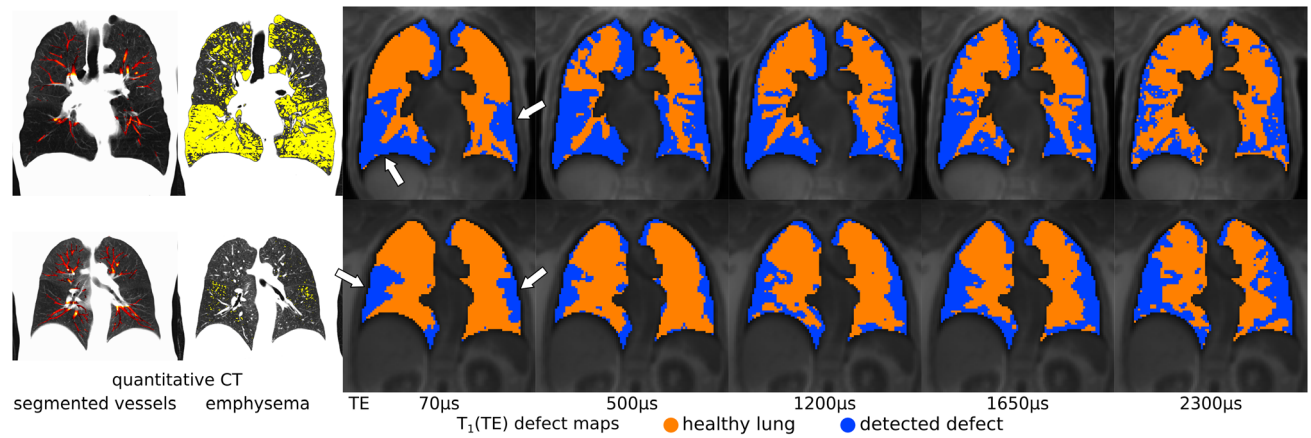 quantitative CT
segmented vessels emphysema TE 70µs 500µs 1200µs 1650µs 2300µs
T₁(TE) defect maps healthy lung detected defect